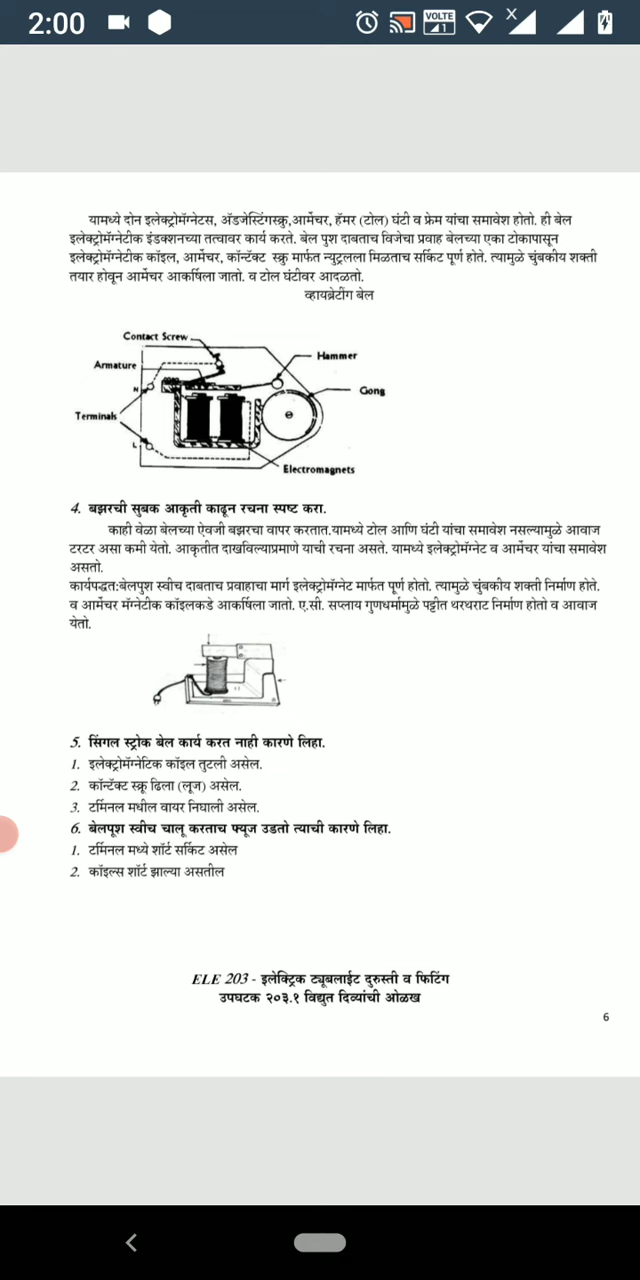 2:00
VOLTE
1
X
यामध्ये दोन इलेक्ट्रोमॅग्नेटस, ॲडजेस्टिंगस्क्रु,आर्मेचर, हॅमर (टोल) घंटी व फ्रेम यांचा समावेश होतो. ही बेल
इलेक्ट्रोमॅग्नेटीक इंडक्शनच्या तत्वावर कार्य करते. बेल पुश दाबताच विजेचा प्रवाह बेलच्या एका टोकापासून
इलेक्ट्रोमॅग्नेटीक कॉइल, आर्मेचर, कॉन्टॅक्ट स्क्रु मार्फत न्युट्रलला मिळताच सर्किट पूर्ण होते. त्यामुळे चुंबकीय शक्ती
तयार होवून आर्मेचर आकर्षिला जातो. व टोल घंटीवर आदळतो.
व्हायब्रेटींग बेल
Contact Screw
Hammer
Armature
Gong
N
Terminals
L
Electromagnets
4. बझरची सुबक आकृती काढून रचना स्पष्ट करा.
काही वेळा बेलच्या ऐवजी बझरचा वापर करतात.यामध्ये टोल आणि घंटी यांचा समावेश नसल्यामुळे आवाज
टरटर असा कमी येतो. आकृतीत दाखविल्याप्रमाणे याची रचना असते. यामध्ये इलेक्ट्रोमॅग्नेट व आर्मेचर यांचा समावेश
असतो.
कार्यपद्धत:बेलपुश स्वीच दाबताच प्रवाहाचा मार्ग इलेक्ट्रोमॅग्नेट मार्फत पूर्ण होतो. त्यामुळे चुंबकीय शक्ती निर्माण होते.
व आर्मेचर मॅग्नेटीक कॉइलकडे आकर्षिला जातो. ए.सी. सप्लाय गुणधर्मामुळे पट्टीत थरथराट निर्माण होतो व आवाज
येतो.
5. सिंगल स्ट्रोक बेल कार्य करत नाही कारणे लिहा.
1. इलेक्ट्रोमॅग्नेटिक कॉइल तुटली असेल.
2. कॉन्टॅक्ट स्क्रू ढिला (लूज) असेल.
3. टर्मिनल मधील वायर निघाली असेल.
6. बेलपूश स्वीच चालू करताच फ्यूज उडतो त्याची कारणे लिहा.
1. टर्मिनल मध्ये शॉर्ट सर्किट असेल
2. कॉइल्स शॉर्ट झाल्या असतील
ELE 203 - इलेक्ट्रिक ट्यूबलाईट दुरुस्ती व फिटिंग
उपघटक २०३.१ विद्युत दिव्यांची ओळख
6